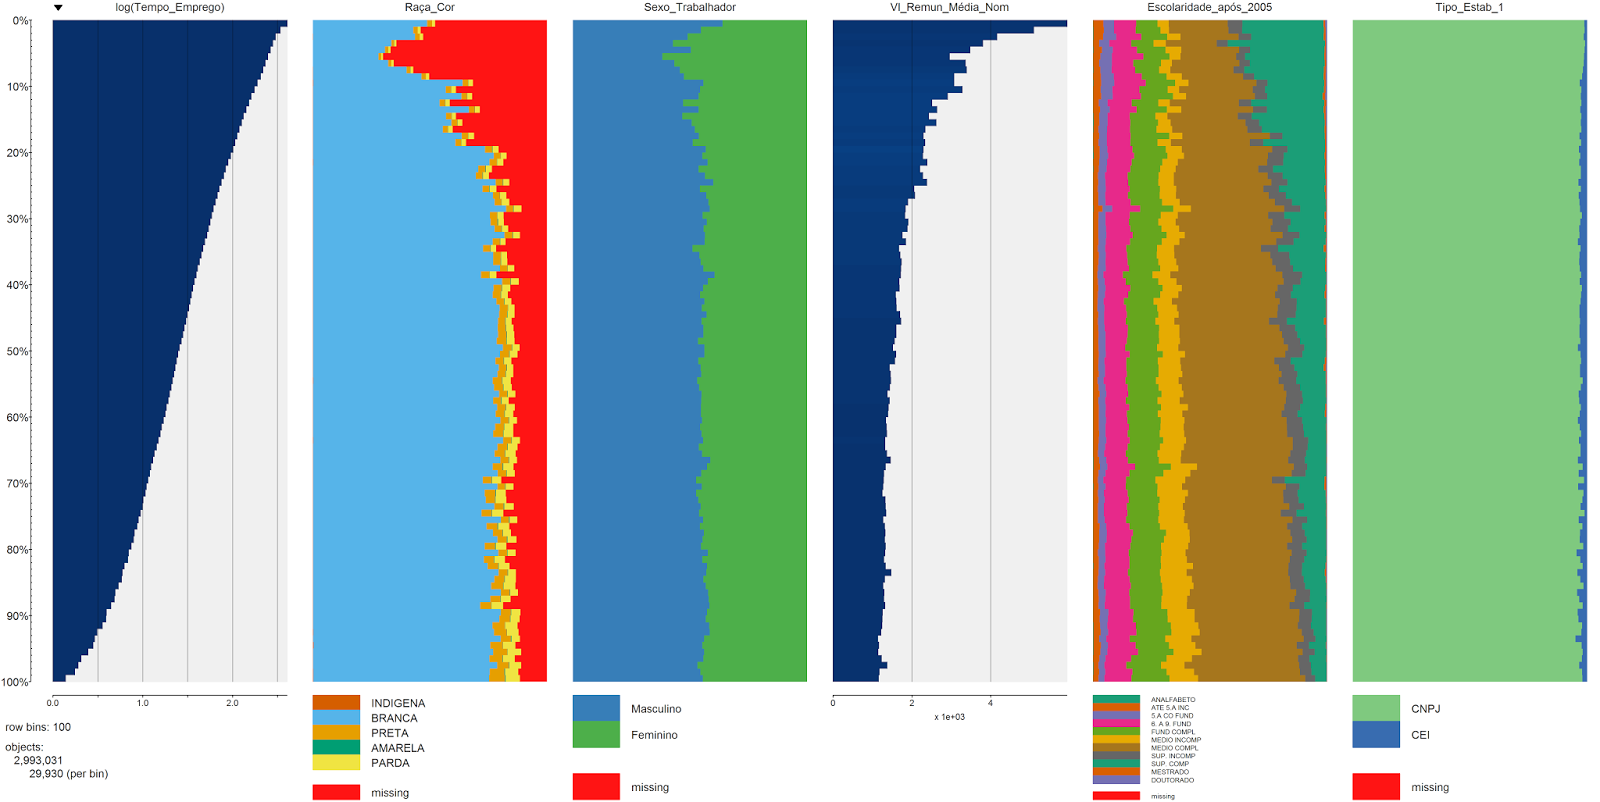 log(Tempo_Emprego) Raça_Cor Sexo_Trabalhador Vl_Remun_Média_Nom Escolaridade_após_2005 Tipo_Estab_1
0%
10%
20%
30%
40%
50%
60%
70%
80%
90%
100%
0.0 1.0 2.0
0 2 4
x 1e+03
row bins: 100
objects:
2,993,031
29,930 (per bin)
INDIGENA
BRANCA
PRETA
AMARELA
PARDA
missing
Masculino
Feminino
missing
ANALFABETO
ATE 5.A INC
5.A CO FUND
6. A 9. FUND
FUND COMPL
MEDIO INCOMP
MEDIO COMPL
SUP. INCOMP
SUP. COMP
MESTRADO
DOUTORADO
missing
CNPJ
CEI
missing